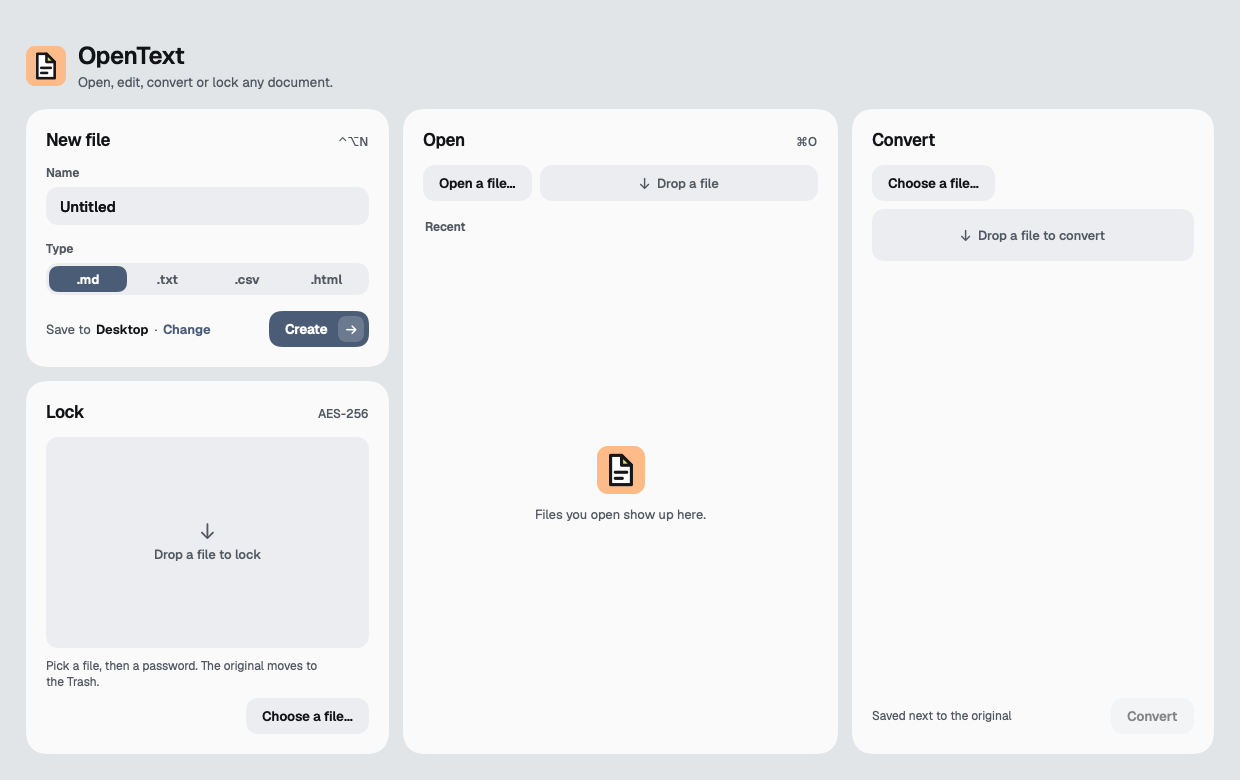 OpenText
Open, edit, convert or lock any document.
New file
⌃⌥N
Name
Untitled
Type
.md
.txt
.csv
.html
Save to Desktop · Change
Create
Lock
AES-256
Drop a file to lock
Pick a file, then a password. The original moves to
the Trash.
Choose a file...
Open
⌘O
Open a file...
Drop a file
Recent
Files you open show up here.
Convert
Choose a file...
Drop a file to convert
Saved next to the original
Convert